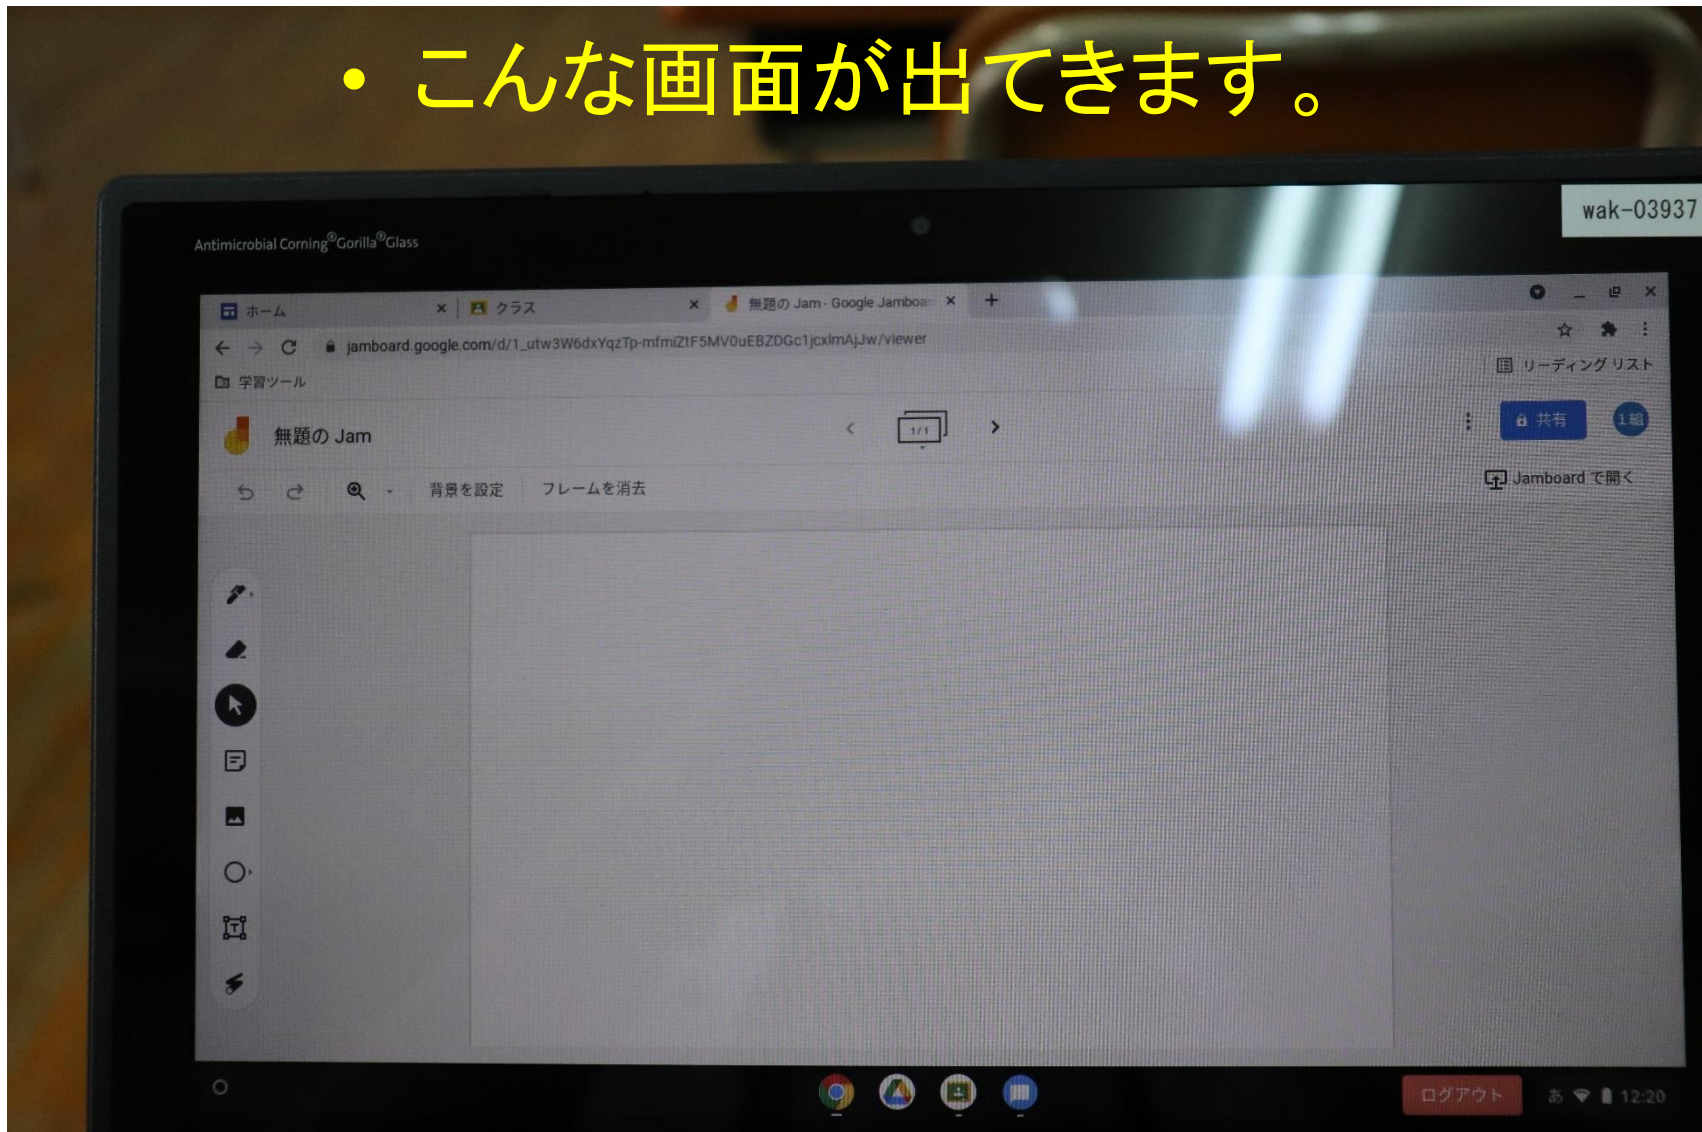 • こんな画面が出てきます。
wak-03937
Antimicrobial Corning®Gorilla®Glass
ホーム
クラス
無題の Jam - Google Jamboa
jamboard.google.com/d/1_utw3W6dxYqzTp-mfmiZtF5MV0uEBZDGc1jcxlmAjJw/viewer
学習ツール
リーディング リスト
無題の Jam
1/1
共有
1組
背景を設定
フレームを消去
Jamboard で開く
ログアウト
あ
12:20